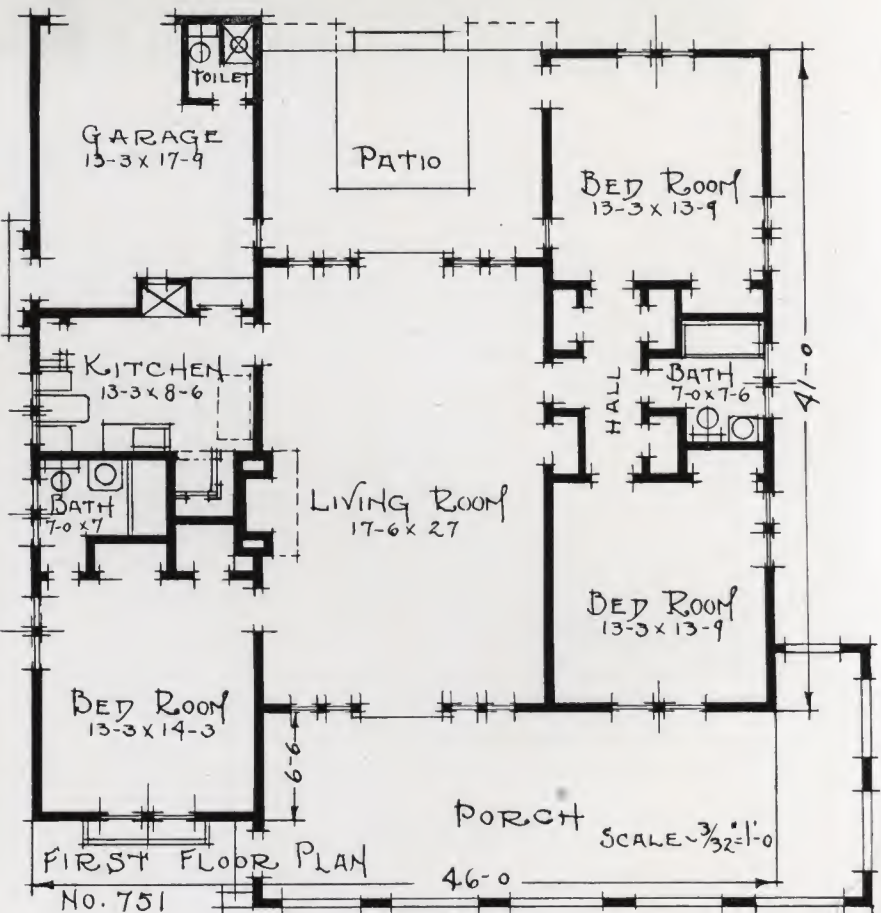 TOILET
GARAGE
13-3 x 17-9
PATIO
BED ROOM
13-3 x 13-9
KITCHEN
13-3 x 8-6
HALL
BATH
7-0 x 7-6
41-0
BATH
7-0 x 7
LIVING ROOM
17-6 x 27
BED ROOM
13-3 x 13-9
BED ROOM
13-3 x 14-3
6-6
PORCH
SCALE ~ 3/32" = 1'-0
FIRST FLOOR PLAN
46-0
NO. 751